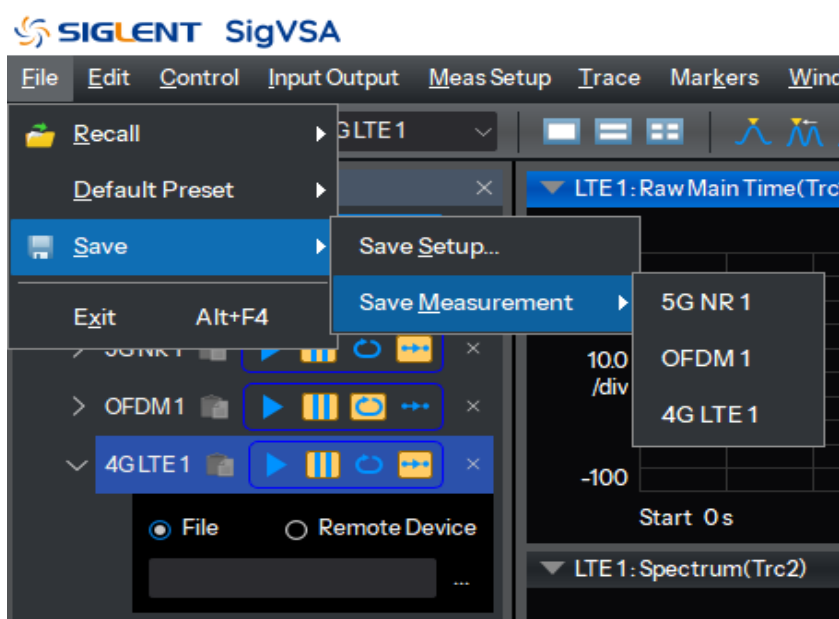 SIGLENT SigVSA
File Edit Control Input Output Meas Setup Trace Markers
Recall
G LTE 1
Default Preset
LTE 1: Raw Main Time(Trc
Save
Save Setup...
Save Measurement
5G NR 1
Exit Alt+F4
OFDM 1
4G LTE 1
10.0
/div
OFDM 1
4G LTE 1
-100
File Remote Device
Start 0 s
...
LTE 1: Spectrum(Trc2)